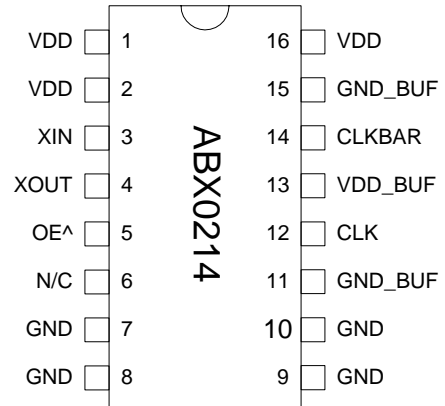 VDD 1 16 VDD
VDD 2 15 GND_BUF
XIN 3 14 CLKBAR
XOUT 4 13 VDD_BUF
OE^ 5 12 CLK
N/C 6 11 GND_BUF
GND 7 10 GND
GND 8 9 GND
ABX0214